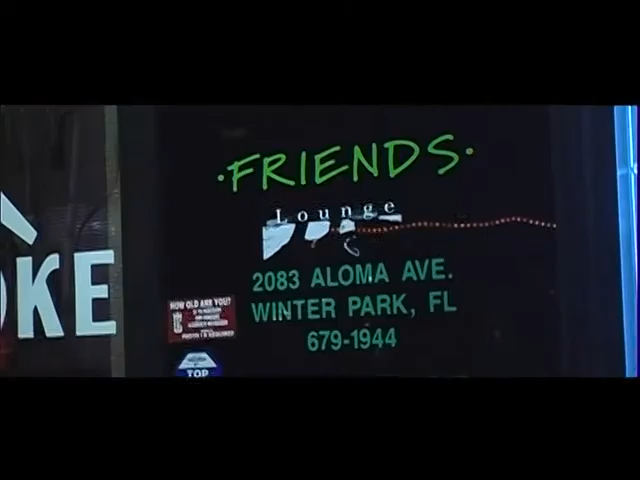 ·FRIENDS·
Lounge
2083 ALOMA AVE.
WINTER PARK, FL
679-1944
OKE
HOW OLD ARE YOU?
TOP